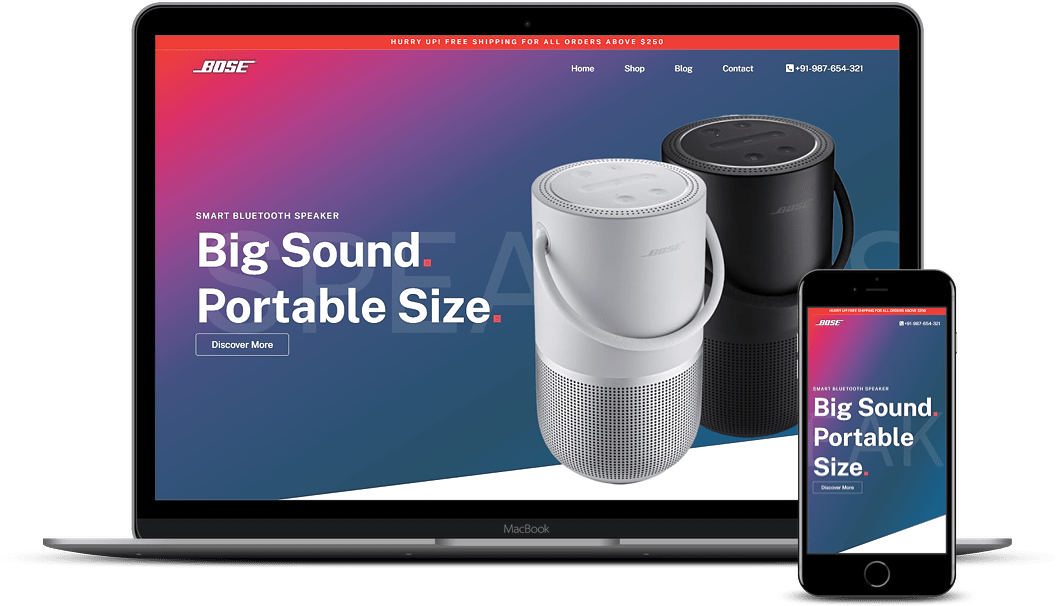 HURRY UP! FREE SHIPPING FOR ALL ORDERS ABOVE $250
BOSE
Home Shop Blog Contact +91-987-654-321
SMART BLUETOOTH SPEAKER
SPEAKERS
Big Sound.
Portable Size.
Discover More
BOSE
BOSE
MacBook
HURRY UP! FREE SHIPPING FOR ALL ORDERS ABOVE $250
BOSE
+91-987-654-321
SMART BLUETOOTH SPEAKER
Big Sound.
Portable
Size.
AK
Discover More